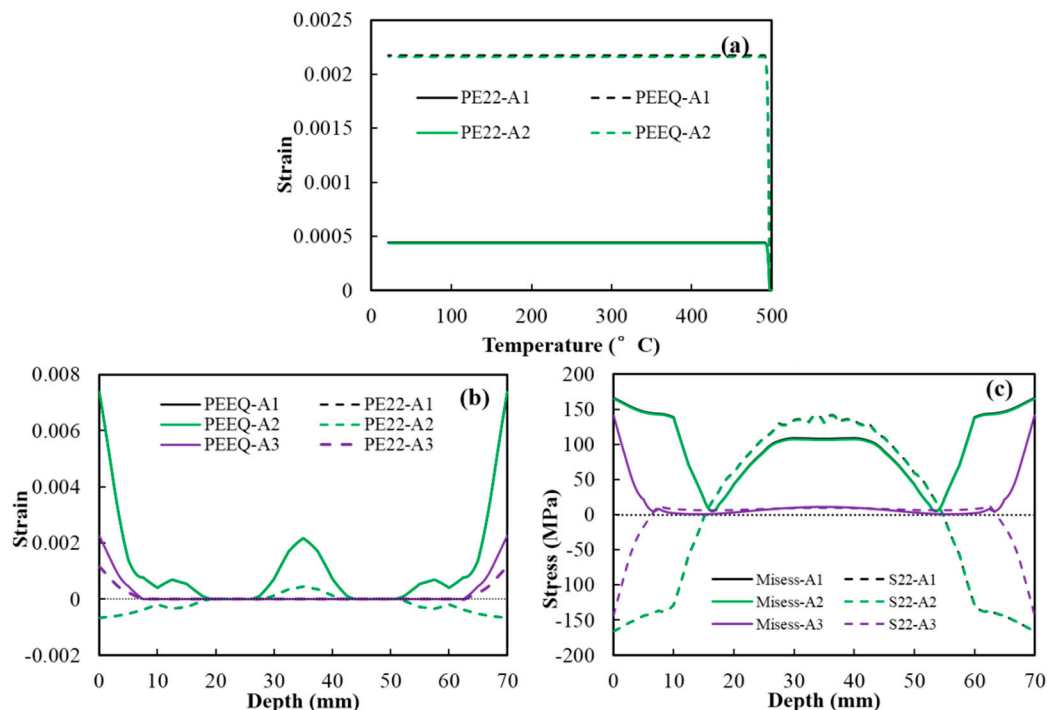 (a)
0.0025
0.002
0.0015
0.001
0.0005
0
Strain
PE22-A1 PEEQ-A1
PE22-A2 PEEQ-A2
0 100 200 300 400 500
Temperature (° C)
(b)
0.008
0.006
0.004
0.002
0
-0.002
Strain
PEEQ-A1 PE22-A1
PEEQ-A2 PE22-A2
PEEQ-A3 PE22-A3
0 10 20 30 40 50 60 70
Depth (mm)
(c)
200
150
100
50
0
-50
-100
-150
-200
Stress (MPa)
Misess-A1 S22-A1
Misess-A2 S22-A2
Misess-A3 S22-A3
0 10 20 30 40 50 60 70
Depth (mm)